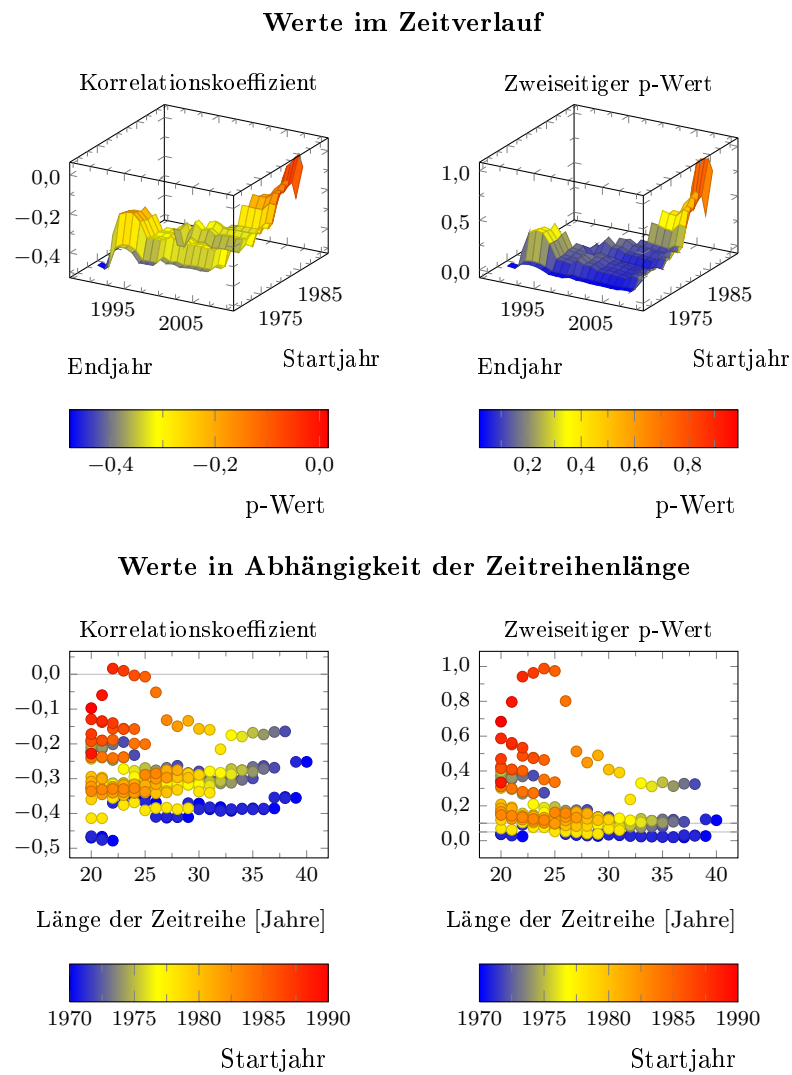 Werte im Zeitverlauf
Korrelationskoeffizient
Zweiseitiger p-Wert
0,0
−0,2
−0,4
1995
2005
1975
1985
Endjahr
Startjahr
1,0
0,5
0,0
1995
2005
1975
1985
Endjahr
Startjahr
−0,4 −0,2 0,0
p-Wert
0,2 0,4 0,6 0,8
p-Wert
Werte in Abhängigkeit der Zeitreihenlänge
Korrelationskoeffizient
0,0
−0,1
−0,2
−0,3
−0,4
−0,5
20 25 30 35 40
Länge der Zeitreihe [Jahre]
Zweiseitiger p-Wert
1,0
0,8
0,6
0,4
0,2
0,0
20 25 30 35 40
Länge der Zeitreihe [Jahre]
1970 1975 1980 1985 1990
Startjahr
1970 1975 1980 1985 1990
Startjahr